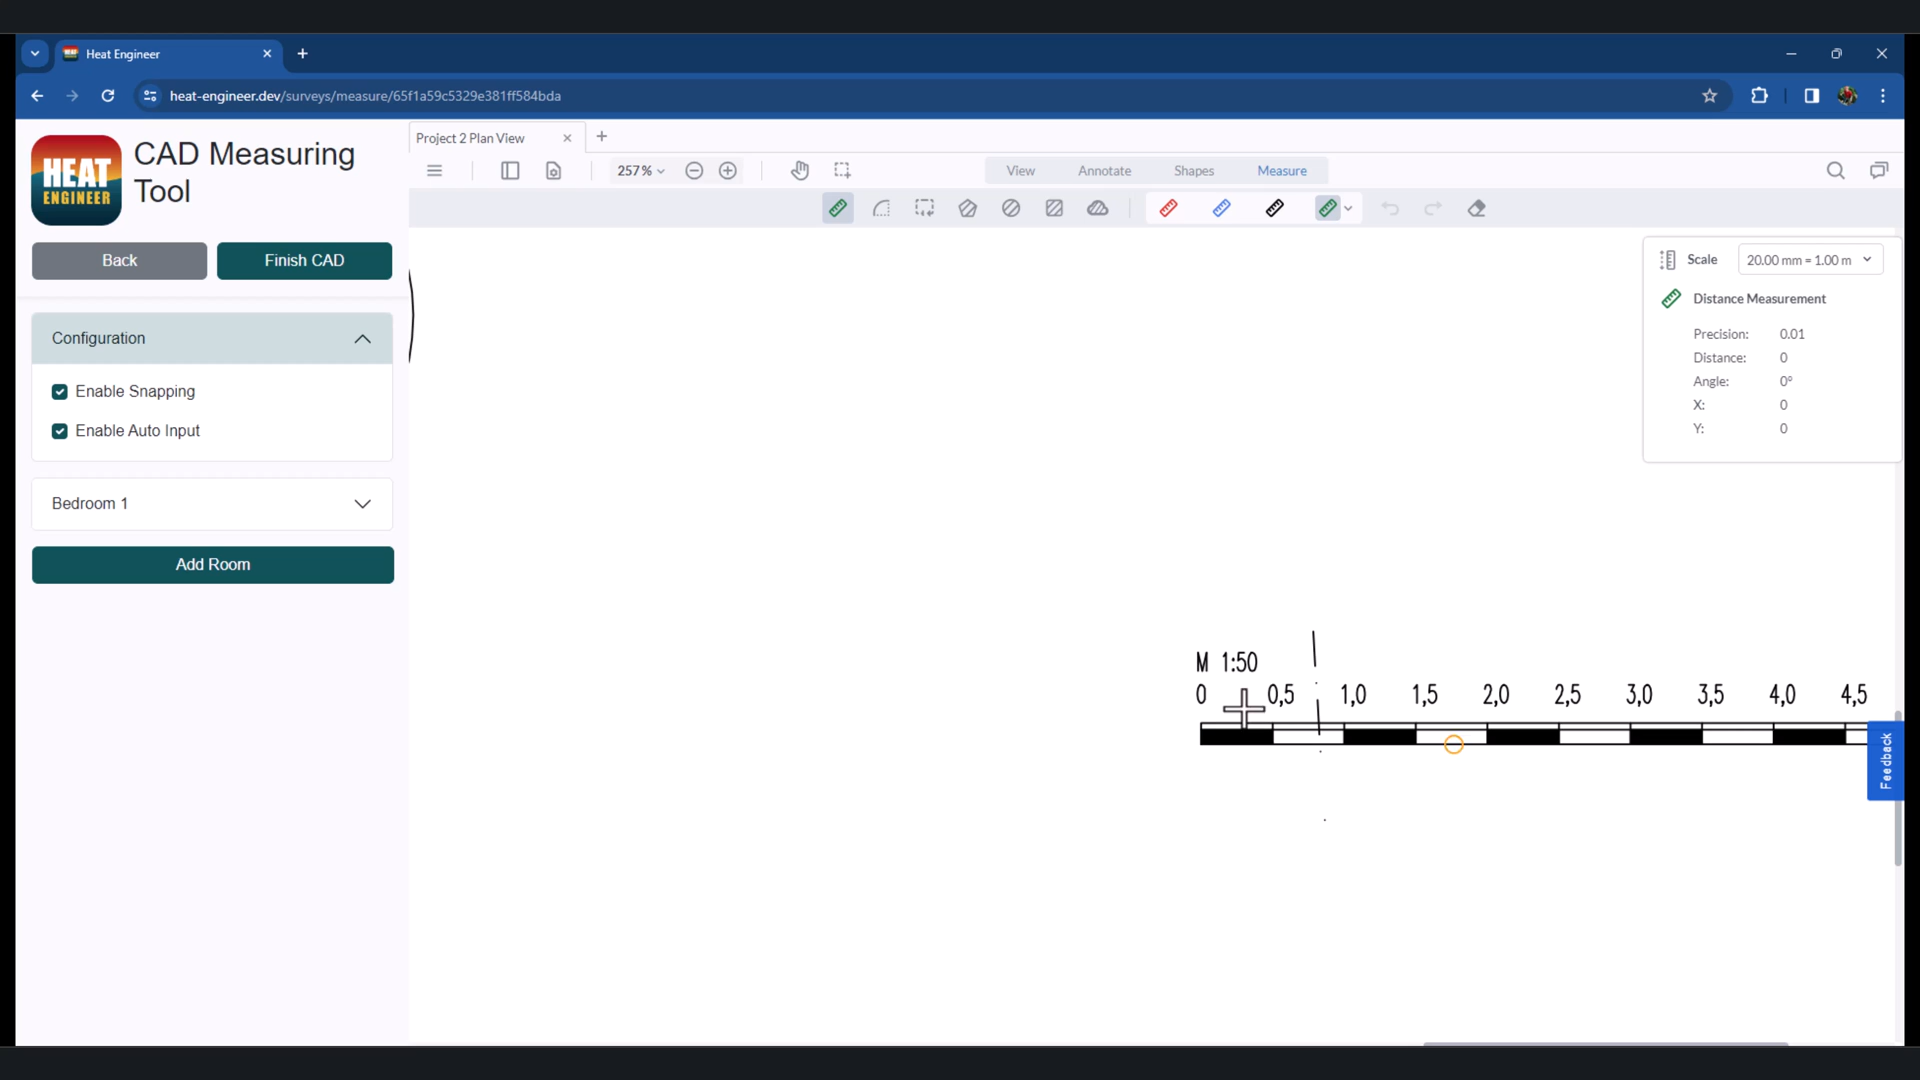 Heat Engineer
heat-engineer.dev/surveys/measure/65f1a59c5329e381ff584bda
HEAT
ENGINEER
CAD Measuring
Tool
Back
Finish CAD
Configuration
Enable Snapping
Enable Auto Input
Bedroom 1
Add Room
Project 2 Plan View
257%
View
Annotate
Shapes
Measure
Scale
20.00 mm = 1.00 m
Distance Measurement
Precision: 0.01
Distance: 0
Angle: 0°
X: 0
Y: 0
M 1:50
0 0,5 1,0 1,5 2,0 2,5 3,0 3,5 4,0 4,5
Feedback